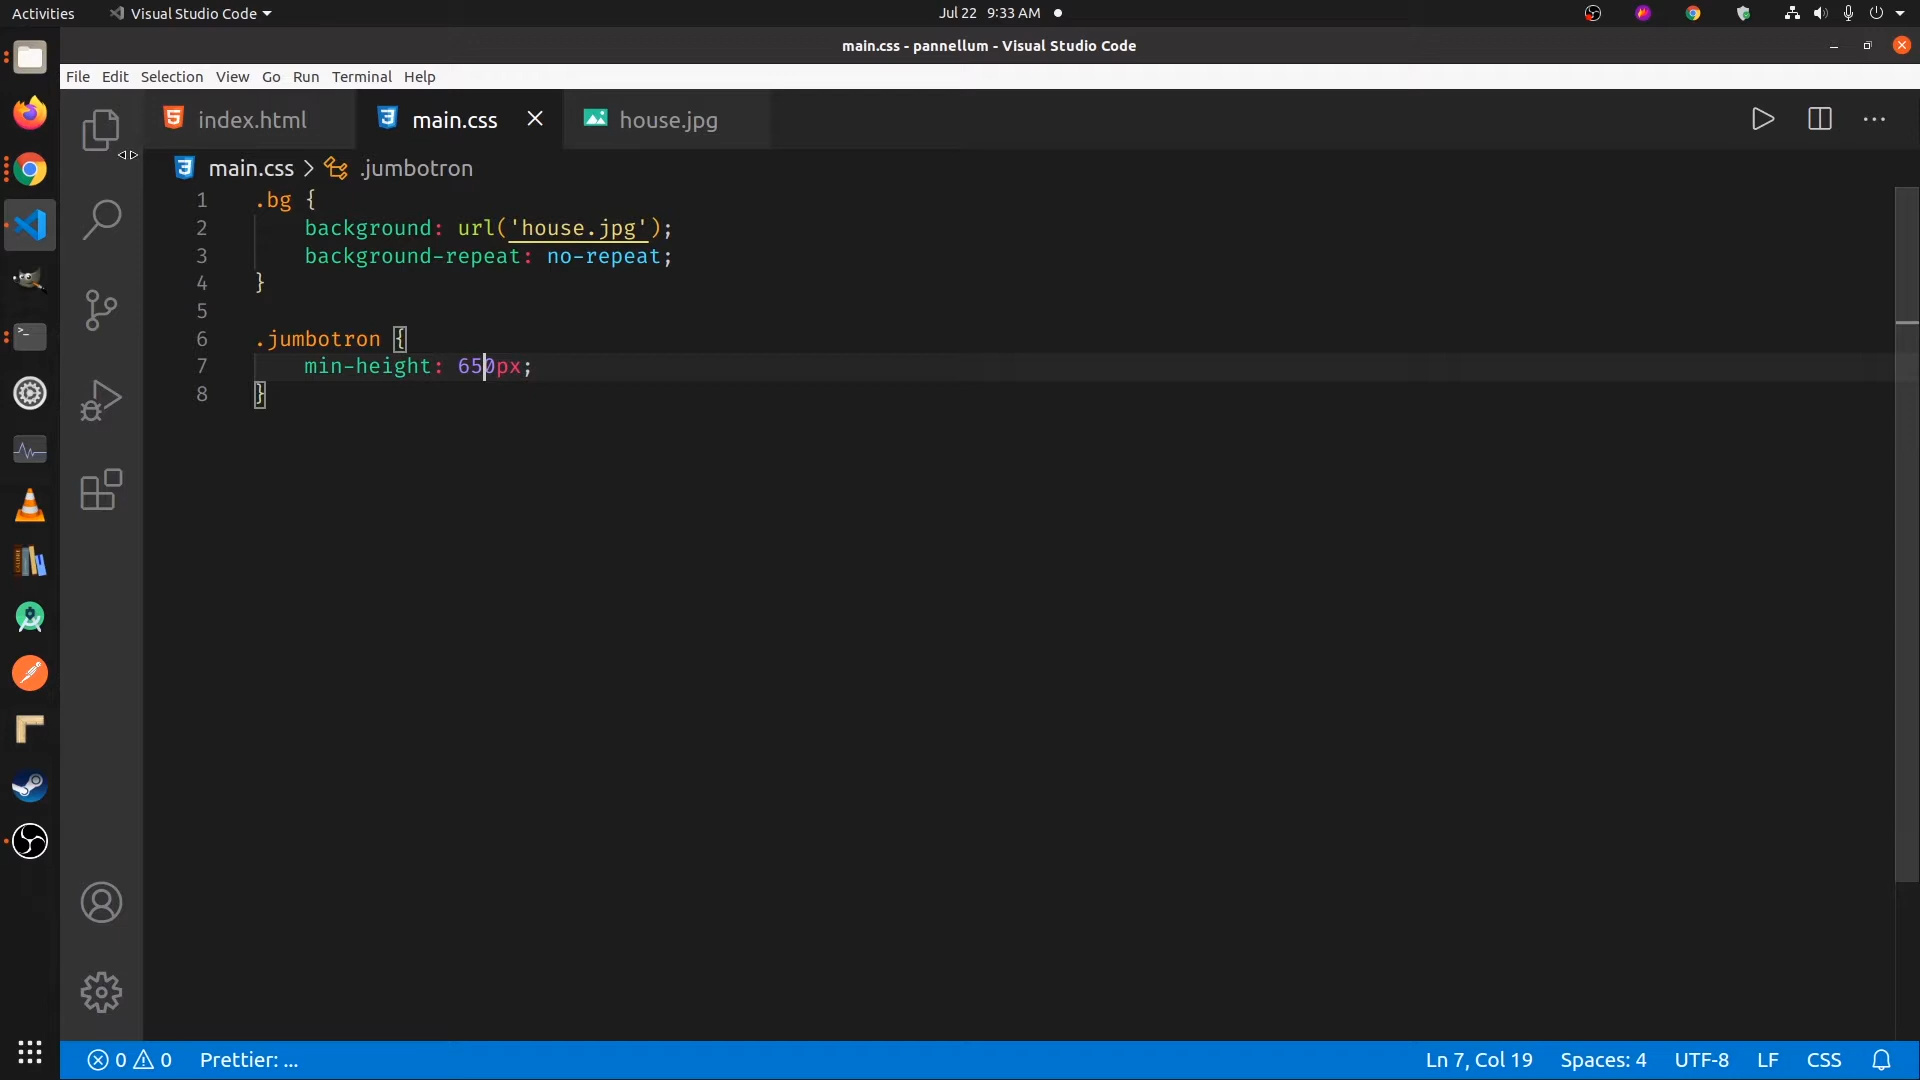 Activities Visual Studio Code Jul 22 9:33 AM
main.css - pannellum - Visual Studio Code
File Edit Selection View Go Run Terminal Help
index.html main.css house.jpg
main.css > .jumbotron
1 .bg {
2 background: url('house.jpg');
3 background-repeat: no-repeat;
4 }
5
6 .jumbotron {
7 min-height: 650px;
8 }
0 0 Prettier: ... Ln 7, Col 19 Spaces: 4 UTF-8 LF CSS